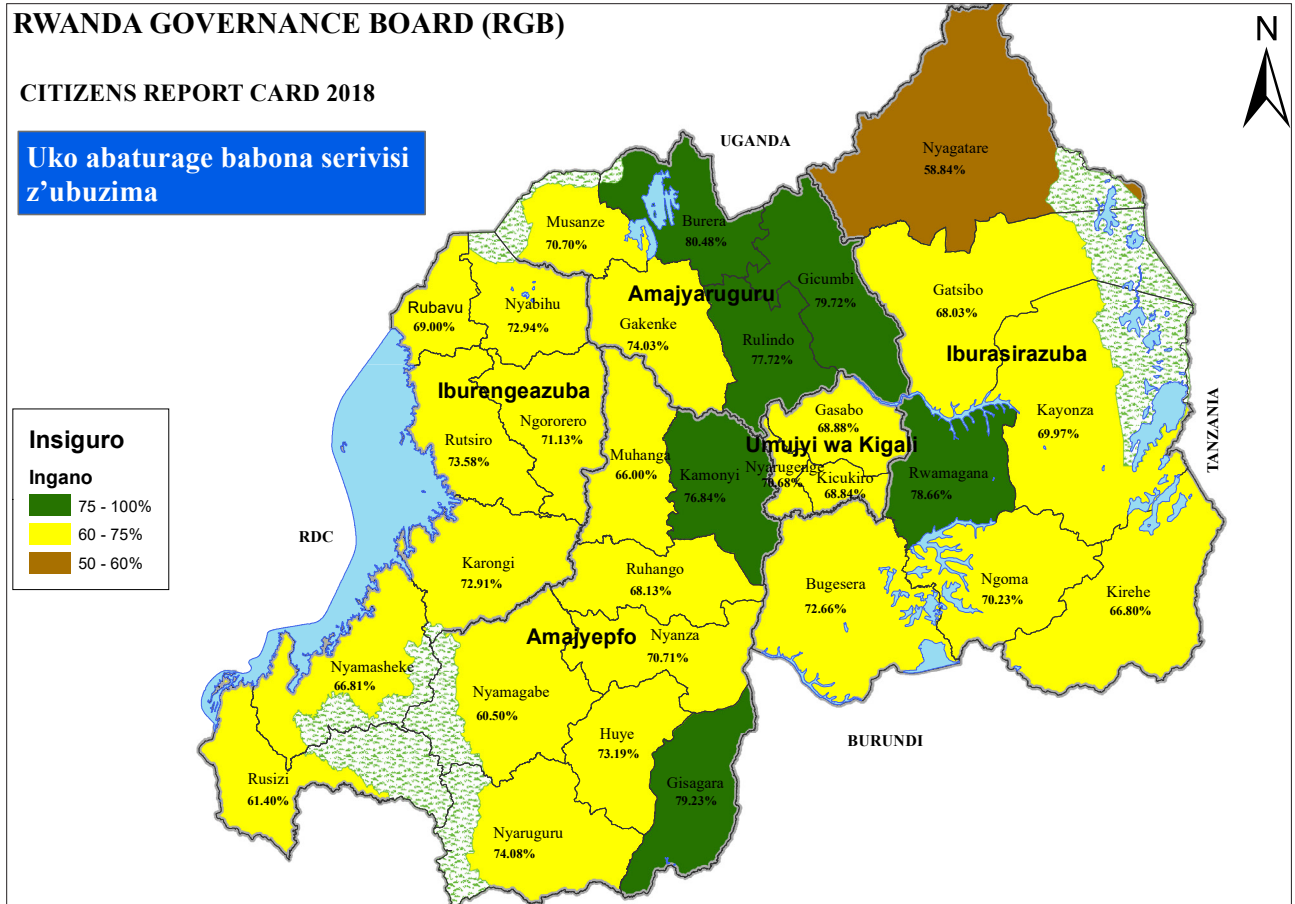 RWANDA GOVERNANCE BOARD (RGB)
CITIZENS REPORT CARD 2018
Uko abaturage babona serivisi
z’ubuzima
N
UGANDA
Nyagatare
58.84%
Musanze
70.70%
Burera
80.48%
Gicumbi
79.72%
Rubavu
69.00%
Nyabihu
72.94%
Amajyaruguru
Gakenke
74.03%
Rulindo
77.72%
Gatsibo
68.03%
Iburasirazuba
Iburengeazuba
Ngororero
71.13%
Rutsiro
73.58%
Muhanga
66.00%
Kamonyi
76.84%
Gasabo
68.88%
Umujyi wa Kigali
Nyarugenge
70.68%
Kicukiro
68.84%
Rwamagana
78.66%
Kayonza
69.97%
TANZANIA
Insiguro
Ingano
75 - 100%
60 - 75%
50 - 60%
RDC
Karongi
72.91%
Ruhango
68.13%
Bugesera
72.66%
Ngoma
70.23%
Kirehe
66.80%
Amajyepfo
Nyanza
70.71%
Nyamasheke
66.81%
Nyamagabe
60.50%
Huye
73.19%
BURUNDI
Rusizi
61.40%
Gisagara
79.23%
Nyaruguru
74.08%